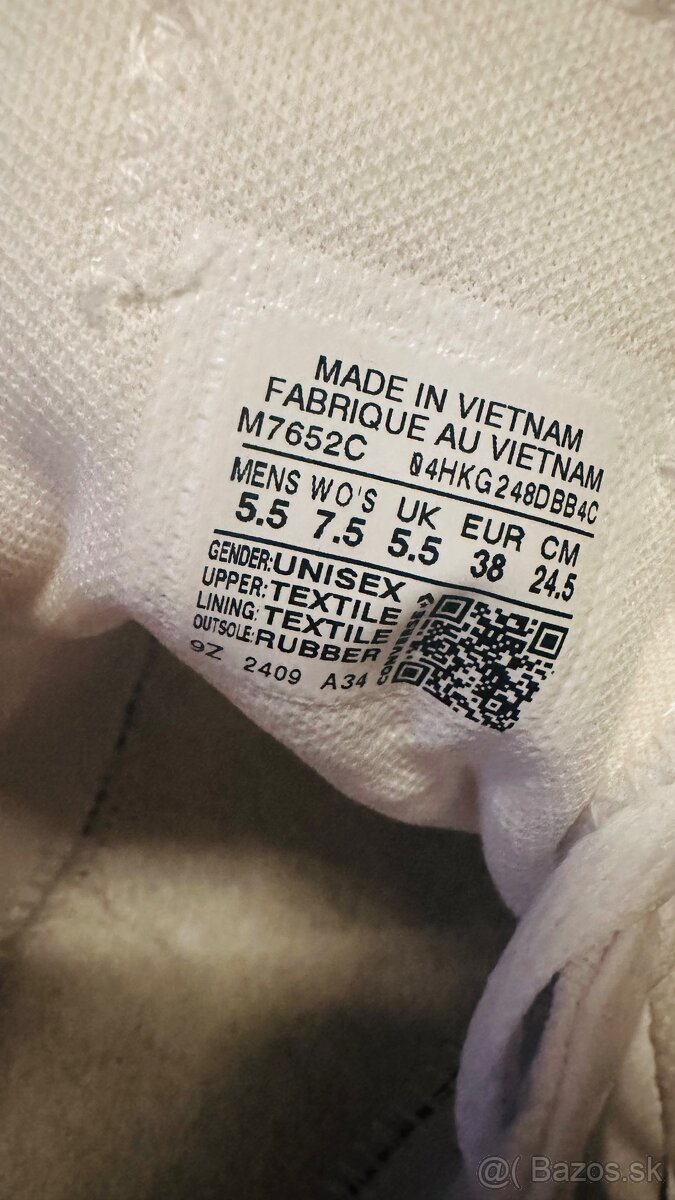 MADE IN VIETNAM
FABRIQUE AU VIETNAM
M7652C 04HKG248DBB4C
MENS WO'S UK EUR CM
5.5 7.5 5.5 38 24.5
GENDER:UNISEX
UPPER:TEXTILE
LINING:TEXTILE
OUTSOLE:RUBBER
9Z 2409 A34
@( Bazos.sk